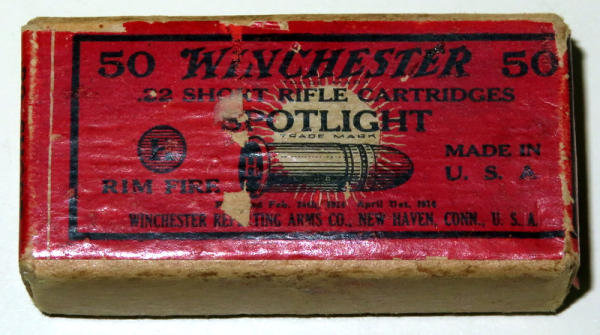 50 WINCHESTER 50
.22 SHORT RIFLE CARTRIDGES
SPOTLIGHT
TRADE MARK
MADE IN
U. S. A.
RIM FIRE
WINCHESTER REPEATING ARMS CO., NEW HAVEN, CONN., U. S. A.